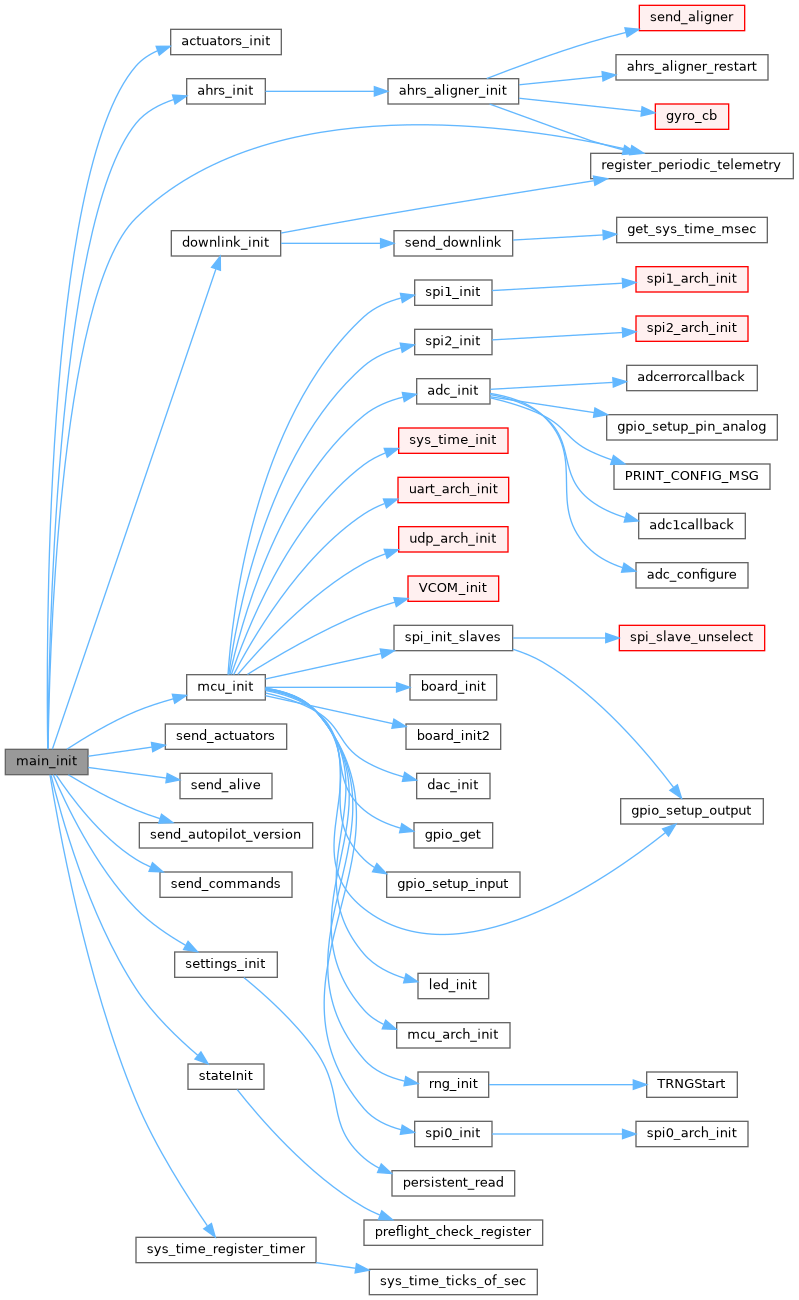 send_aligner
actuators_init
ahrs_aligner_restart
ahrs_init
ahrs_aligner_init
gyro_cb
register_periodic_telemetry
get_sys_time_msec
downlink_init
send_downlink
spi1_arch_init
spi1_init
spi2_arch_init
spi2_init
adcerrorcallback
adc_init
gpio_setup_pin_analog
sys_time_init
PRINT_CONFIG_MSG
uart_arch_init
adc1callback
udp_arch_init
adc_configure
VCOM_init
spi_init_slaves
spi_slave_unselect
mcu_init
board_init
send_actuators
board_init2
main_init
send_alive
dac_init
gpio_setup_output
send_autopilot_version
gpio_get
send_commands
gpio_setup_input
settings_init
led_init
mcu_arch_init
stateInit
rng_init
TRNGStart
spi0_init
spi0_arch_init
persistent_read
preflight_check_register
sys_time_register_timer
sys_time_ticks_of_sec